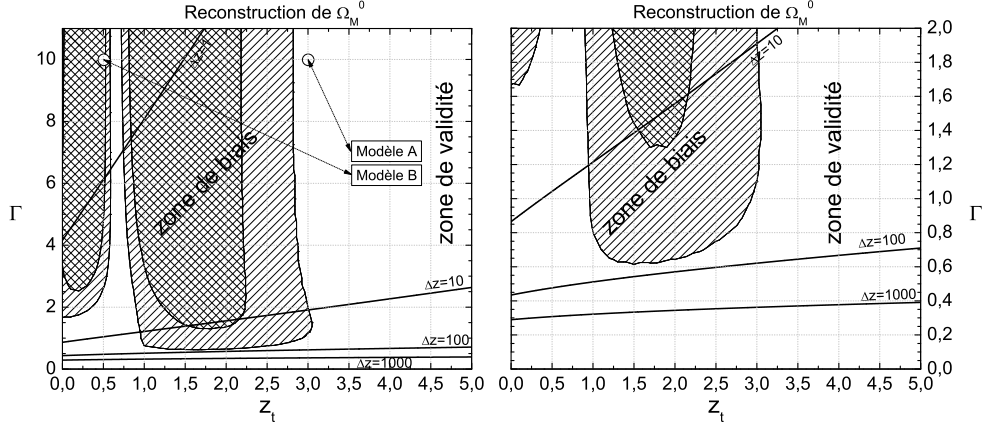 Reconstruction de Ω_M^0
10
8
6
4
2
0
Γ
0,0 0,5 1,0 1,5 2,0 2,5 3,0 3,5 4,0 4,5 5,0
z_t
Modèle A
Modèle B
zone de biais
zone de validité
Δz=10
Δz=100
Δz=1000
Reconstruction de Ω_M^0
2,0
1,8
1,6
1,4
1,2
1,0
0,8
0,6
0,4
0,2
0,0
Γ
0,0 0,5 1,0 1,5 2,0 2,5 3,0 3,5 4,0 4,5 5,0
z_t
zone de biais
zone de validité
Δz=10
Δz=100
Δz=1000